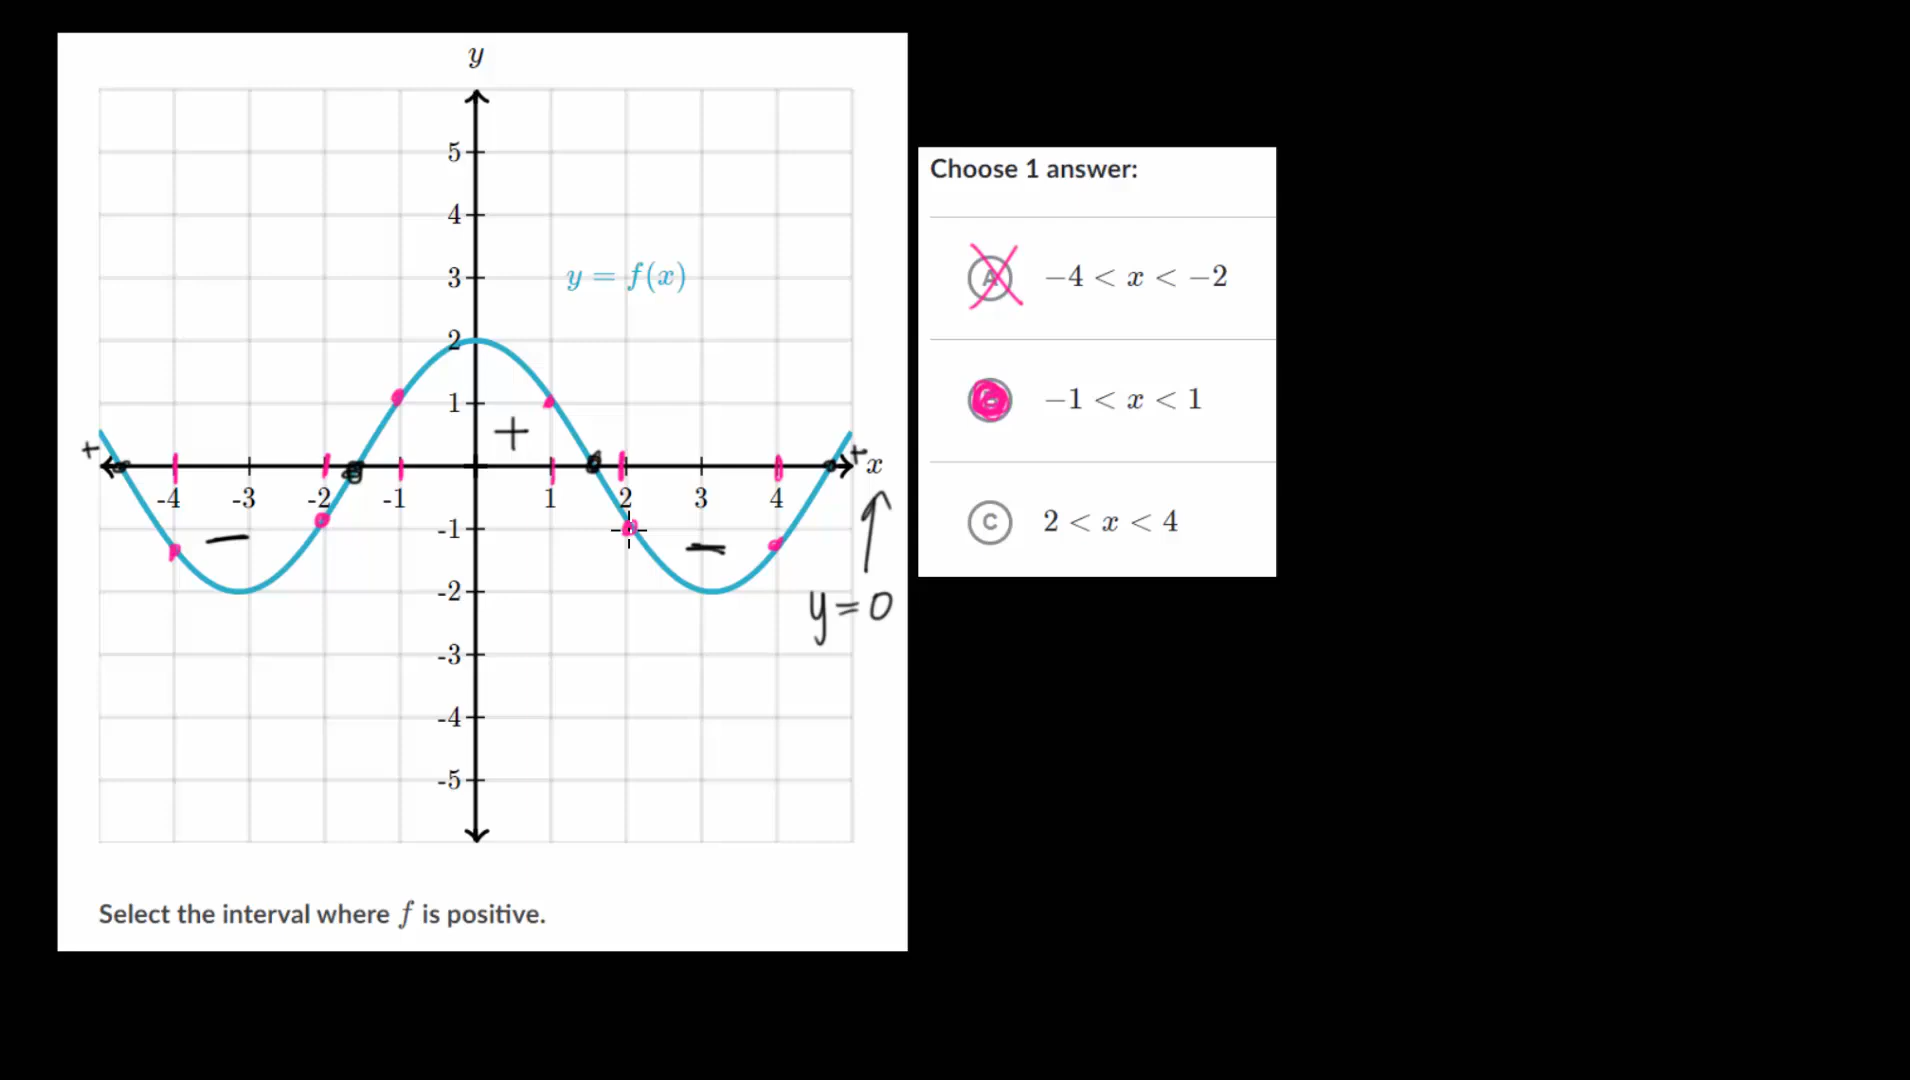 y
5
4
3
y = f(x)
2
1
+
+
+
x
-4
-3
-2
-1
1
2
3
4
-1
−
−
-2
y = 0
-3
-4
-5
Select the interval where f is positive.
Choose 1 answer:
A −4 < x < −2
−1 < x < 1
C 2 < x < 4